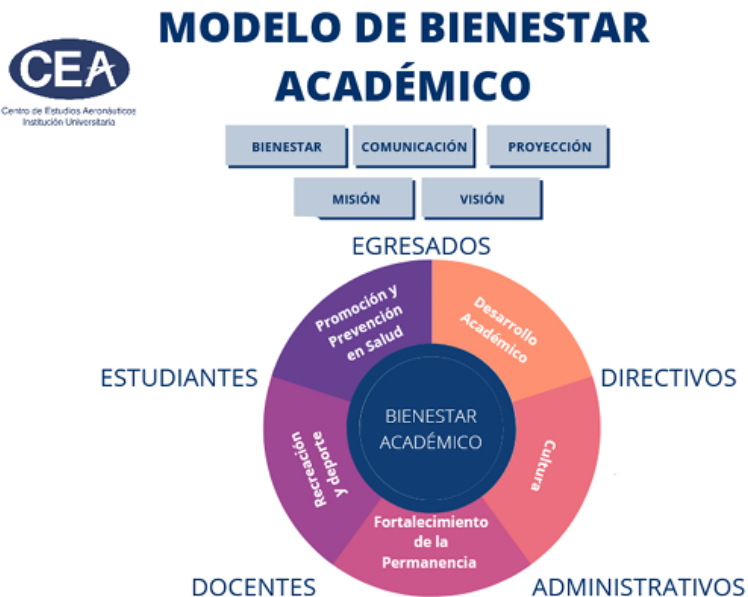 MODELO DE BIENESTAR
ACADÉMICO
CEA
Centro de Estudios Aeronáuticos
Institución Universitaria
BIENESTAR
COMUNICACIÓN
PROYECCIÓN
MISIÓN
VISIÓN
EGRESADOS
Promoción y
Prevención
en Salud
Desarrollo
Académico
ESTUDIANTES
DIRECTIVOS
BIENESTAR
ACADÉMICO
Recreación
y deporte
Cultura
Fortalecimiento
de la
Permanencia
DOCENTES
ADMINISTRATIVOS